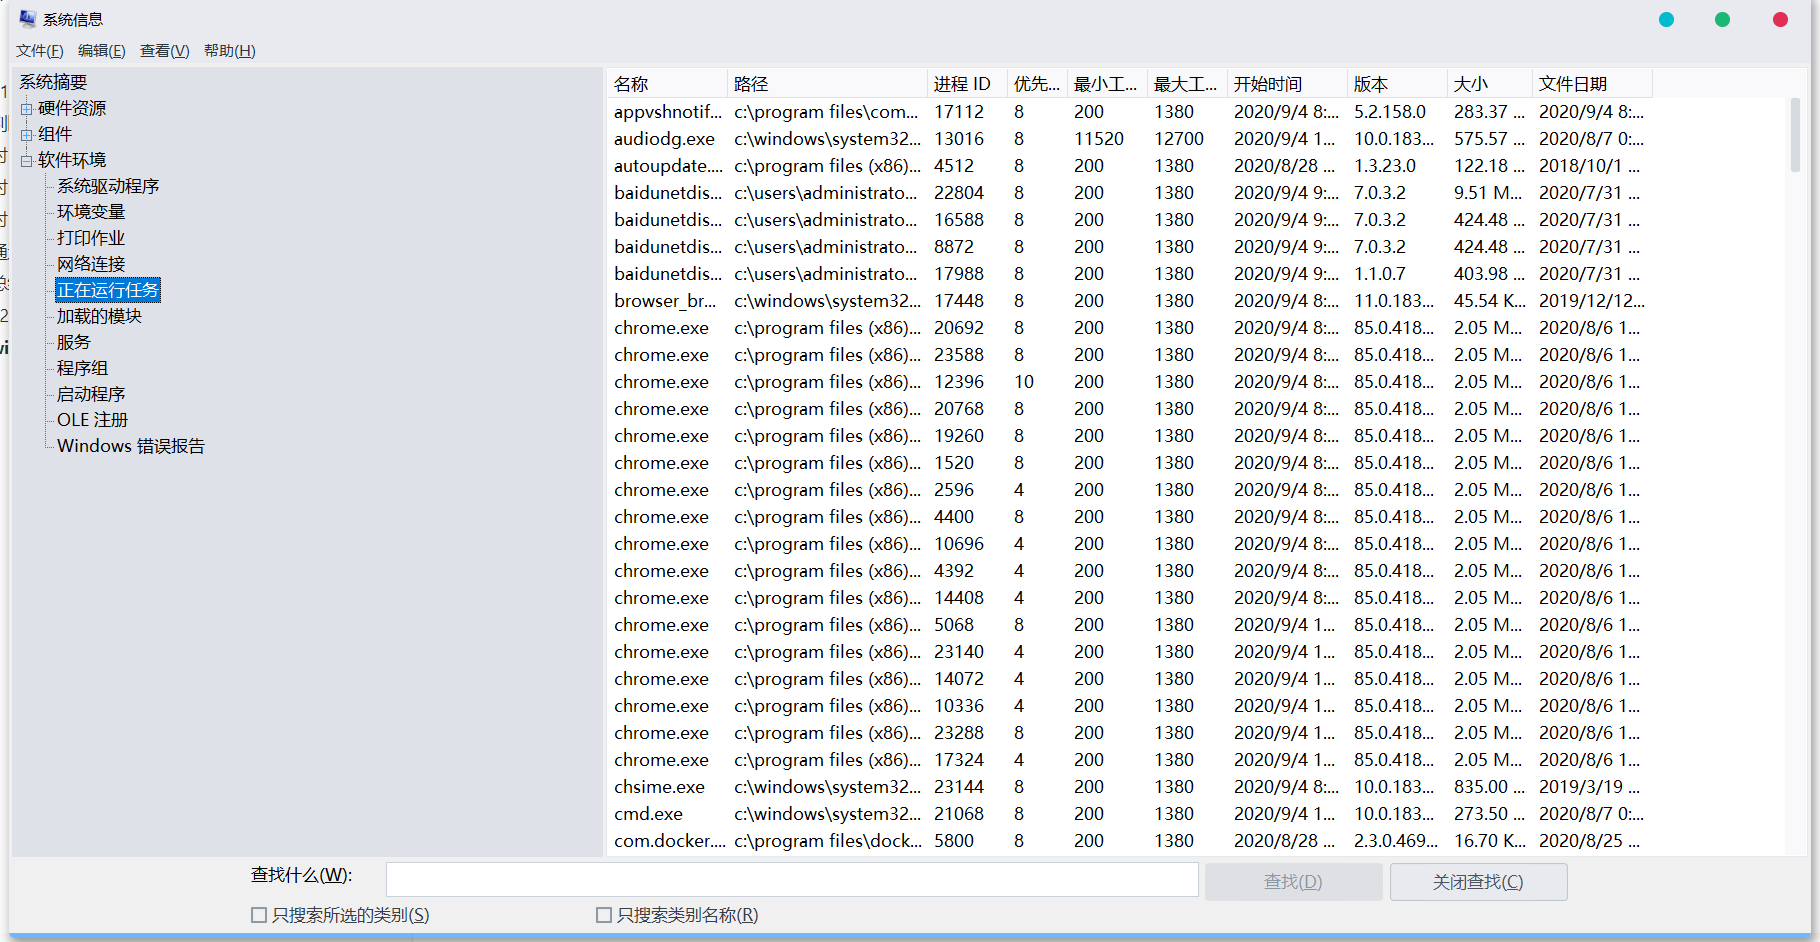 系统信息
文件(F) 编辑(E) 查看(V) 帮助(H)
系统摘要
硬件资源
组件
软件环境
系统驱动程序
环境变量
打印作业
网络连接
正在运行任务
加载的模块
服务
程序组
启动程序
OLE 注册
Windows 错误报告
名称 路径 进程 ID 优先... 最小工... 最大工... 开始时间 版本 大小 文件日期
appvshnotif... c:\program files\com... 17112 8 200 1380 2020/9/4 8:... 5.2.158.0 283.37 ... 2020/9/4 8:...
audiodg.exe c:\windows\system32... 13016 8 11520 12700 2020/9/4 1... 10.0.183... 575.57 ... 2020/8/7 0:...
autoupdate.... c:\program files (x86)... 4512 8 200 1380 2020/8/28 ... 1.3.23.0 122.18 ... 2018/10/1 ...
baidunetdis... c:\users\administrato... 22804 8 200 1380 2020/9/4 9:... 7.0.3.2 9.51 M... 2020/7/31 ...
baidunetdis... c:\users\administrato... 16588 8 200 1380 2020/9/4 9:... 7.0.3.2 424.48 ... 2020/7/31 ...
baidunetdis... c:\users\administrato... 8872 8 200 1380 2020/9/4 9:... 7.0.3.2 424.48 ... 2020/7/31 ...
baidunetdis... c:\users\administrato... 17988 8 200 1380 2020/9/4 9:... 1.1.0.7 403.98 ... 2020/7/31 ...
browser_br... c:\windows\system32... 17448 8 200 1380 2020/9/4 8:... 11.0.183... 45.54 K... 2019/12/12...
chrome.exe c:\program files (x86)... 20692 8 200 1380 2020/9/4 8:... 85.0.418... 2.05 M... 2020/8/6 1...
chrome.exe c:\program files (x86)... 23588 8 200 1380 2020/9/4 8:... 85.0.418... 2.05 M... 2020/8/6 1...
chrome.exe c:\program files (x86)... 12396 10 200 1380 2020/9/4 8:... 85.0.418... 2.05 M... 2020/8/6 1...
chrome.exe c:\program files (x86)... 20768 8 200 1380 2020/9/4 8:... 85.0.418... 2.05 M... 2020/8/6 1...
chrome.exe c:\program files (x86)... 19260 8 200 1380 2020/9/4 8:... 85.0.418... 2.05 M... 2020/8/6 1...
chrome.exe c:\program files (x86)... 1520 8 200 1380 2020/9/4 8:... 85.0.418... 2.05 M... 2020/8/6 1...
chrome.exe c:\program files (x86)... 2596 4 200 1380 2020/9/4 8:... 85.0.418... 2.05 M... 2020/8/6 1...
chrome.exe c:\program files (x86)... 4400 8 200 1380 2020/9/4 8:... 85.0.418... 2.05 M... 2020/8/6 1...
chrome.exe c:\program files (x86)... 10696 4 200 1380 2020/9/4 8:... 85.0.418... 2.05 M... 2020/8/6 1...
chrome.exe c:\program files (x86)... 4392 4 200 1380 2020/9/4 8:... 85.0.418... 2.05 M... 2020/8/6 1...
chrome.exe c:\program files (x86)... 14408 4 200 1380 2020/9/4 8:... 85.0.418... 2.05 M... 2020/8/6 1...
chrome.exe c:\program files (x86)... 5068 8 200 1380 2020/9/4 1... 85.0.418... 2.05 M... 2020/8/6 1...
chrome.exe c:\program files (x86)... 23140 4 200 1380 2020/9/4 1... 85.0.418... 2.05 M... 2020/8/6 1...
chrome.exe c:\program files (x86)... 14072 4 200 1380 2020/9/4 1... 85.0.418... 2.05 M... 2020/8/6 1...
chrome.exe c:\program files (x86)... 10336 4 200 1380 2020/9/4 1... 85.0.418... 2.05 M... 2020/8/6 1...
chrome.exe c:\program files (x86)... 23288 8 200 1380 2020/9/4 1... 85.0.418... 2.05 M... 2020/8/6 1...
chrome.exe c:\program files (x86)... 17324 4 200 1380 2020/9/4 1... 85.0.418... 2.05 M... 2020/8/6 1...
chsime.exe c:\windows\system32... 23144 8 200 1380 2020/9/4 8:... 10.0.183... 835.00 ... 2019/3/19 ...
cmd.exe c:\windows\system32... 21068 8 200 1380 2020/9/4 1... 10.0.183... 273.50 ... 2020/8/7 0:...
com.docker.... c:\program files\dock... 5800 8 200 1380 2020/8/28 ... 2.3.0.469... 16.70 K... 2020/8/25 ...
查找什么(W):
查找(D) 关闭查找(C)
只搜索所选的类别(S) 只搜索类别名称(R)